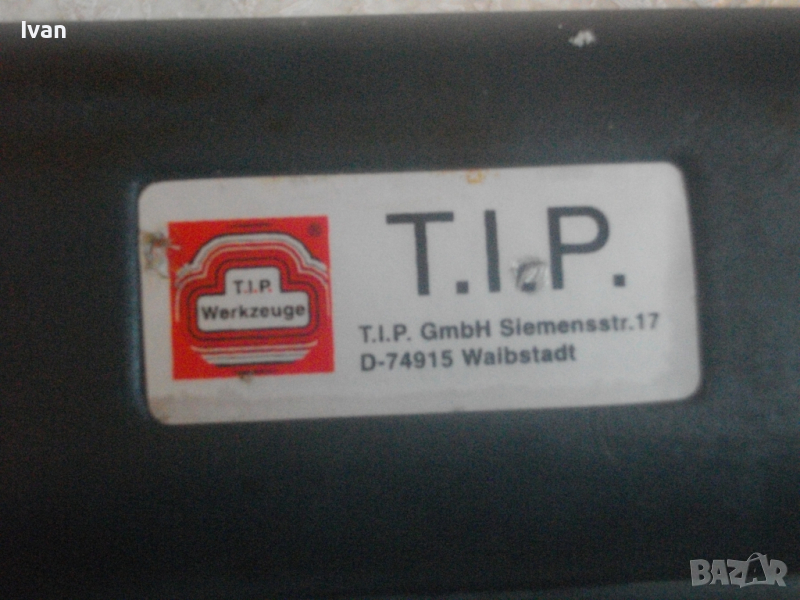 Ivan
T.I.P.
T.I.P.
Werkzeuge
®
T.I.P. GmbH Siemensstr.17
D-74915 Waibstadt
BAZAR